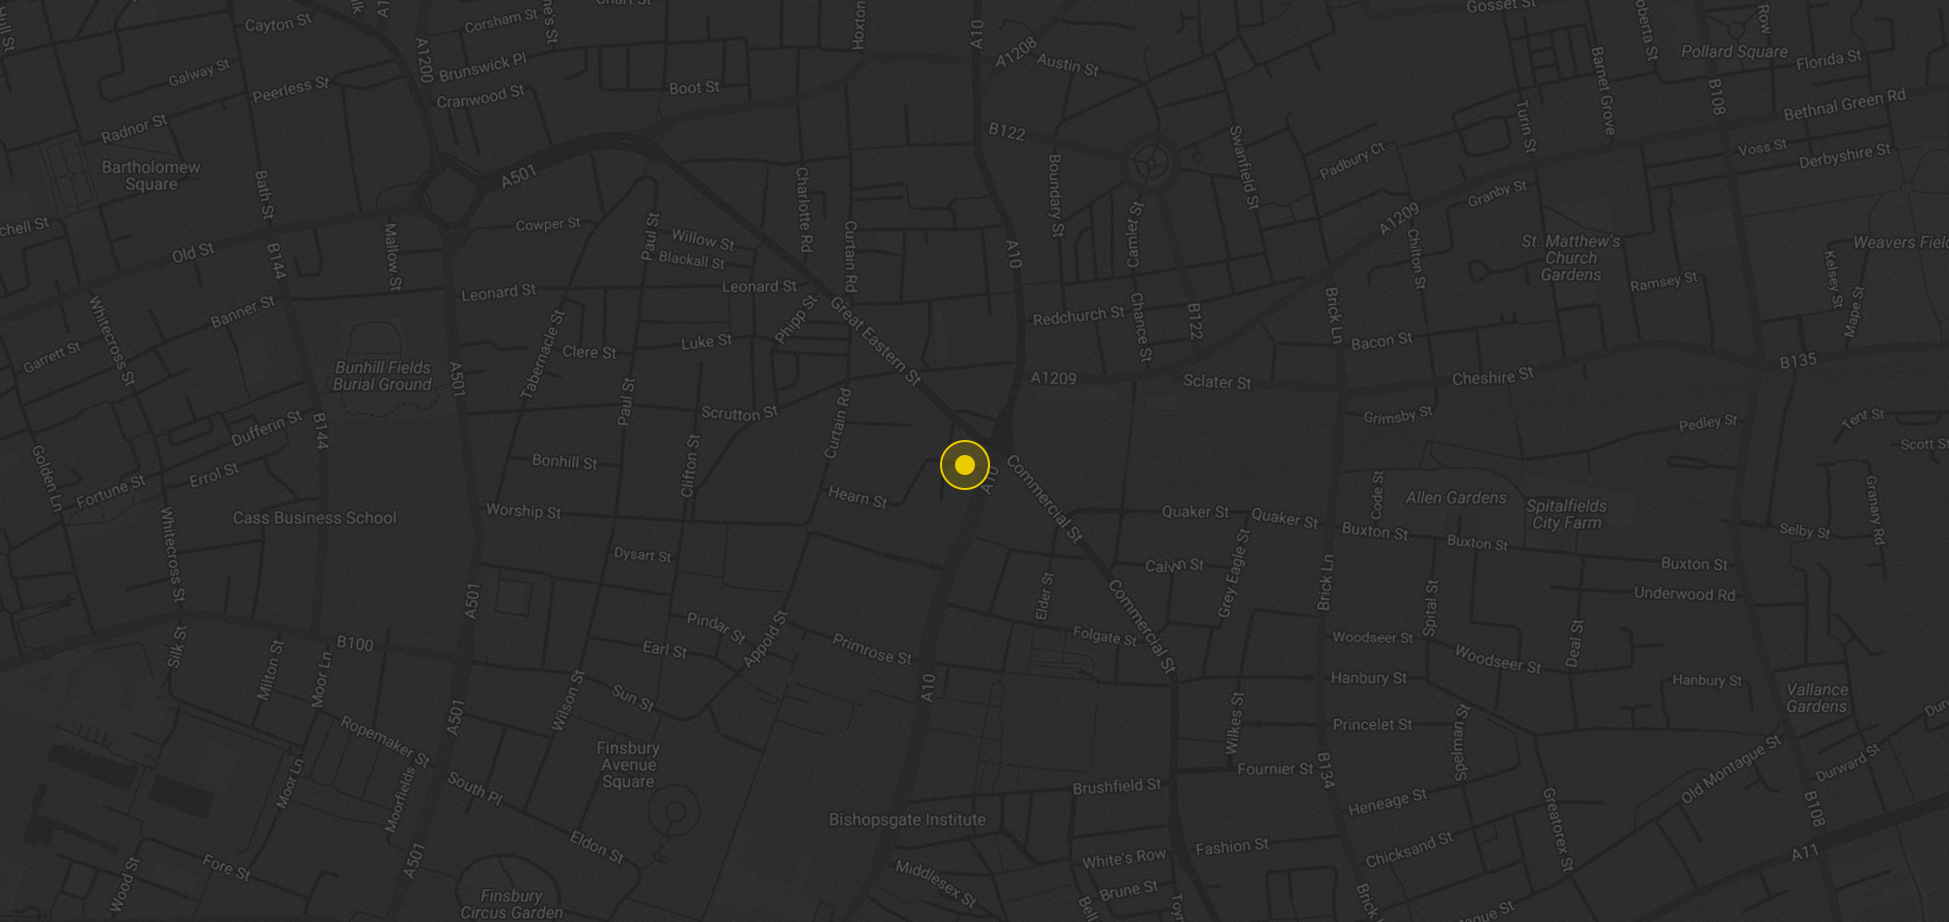 Cayton St
A1200
Corsham St
Hoxton
A10
A1208
Gosset St
Row
Pollard Square
Florida St
Galway St
Peerless St
Brunswick Pl
Cranwood St
Boot St
Austin St
Barnet Grove
B108
Bethnal Green Rd
Radnor St
B122
Turin St
Voss St
Derbyshire St
Bartholomew
Square
A501
Bath St
Charlotte Rd
Boundary St
Swanfield St
Padbury Ct
Granby St
Old St
B144
Mallow St
Cowper St
Paul St
Willow St
Blackall St
Curtain Rd
A10
Camlet St
A1209
Chilton St
St. Matthew's
Church
Gardens
Weavers Fiel
Kelsey St
Mape St
Ramsey St
Banner St
Whitecross St
Leonard St
Leonard St
Phipp St
Great Eastern St
Redchurch St
Chance St
B122
Brick Ln
Bacon St
Garrett St
Bunhill Fields
Burial Ground
A501
Tabernacle St
Clere St
Luke St
A1209
Sclater St
Cheshire St
B135
Dufferin St
B144
Paul St
Scrutton St
Curtain Rd
Grimsby St
Pedley St
Tent St
Scott St
Golden Ln
Fortune St
Errol St
Bonhill St
Clifton St
Hearn St
A10
Commercial St
Code St
Allen Gardens
Spitalfields
City Farm
Granary Rd
Cass Business School
Whitecross St
Worship St
Quaker St
Quaker St
Buxton St
Buxton St
Selby St
Dysart St
Calvin St
Grey Eagle St
Brick Ln
Buxton St
Underwood Rd
A501
Elder St
Commercial St
Spital St
Silk St
Milton St
Moor Ln
B100
Pindar St
Earl St
Appold St
Primrose St
Folgate St
Woodseer St
Woodseer St
Deal St
Hanbury St
Hanbury St
Vallance
Gardens
A501
Wilson St
Sun St
A10
Wilkes St
Princelet St
Spelman St
Ropemaker St
Finsbury
Avenue
Square
Fournier St
B134
Old Montague St
Durward St
Moor Ln
Moorfields
South Pl
Brushfield St
Heneage St
Greatorex St
B108
Bishopsgate Institute
Eldon St
White's Row
Fashion St
Chicksand St
A11
Wood St
Fore St
A501
Finsbury
Circus Garden
Middlesex St
Brune St
Bell
Toyn
Brick